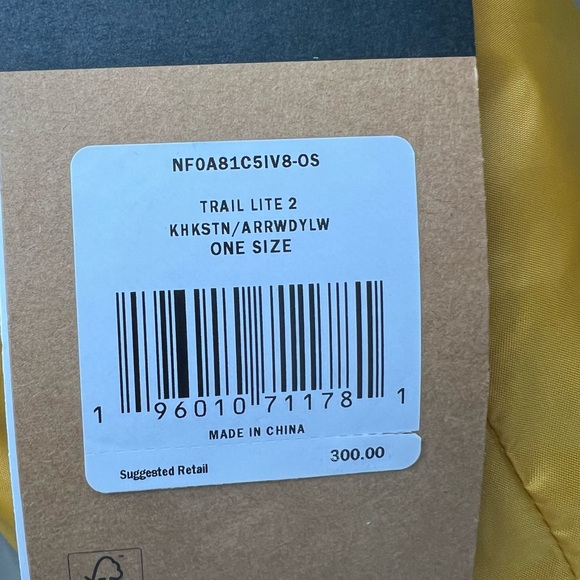 NF0A81C5IV8-OS
TRAIL LITE 2
KHKSTN/ARRWDYLW
ONE SIZE
1 96010 71178 1
MADE IN CHINA
Suggested Retail 300.00